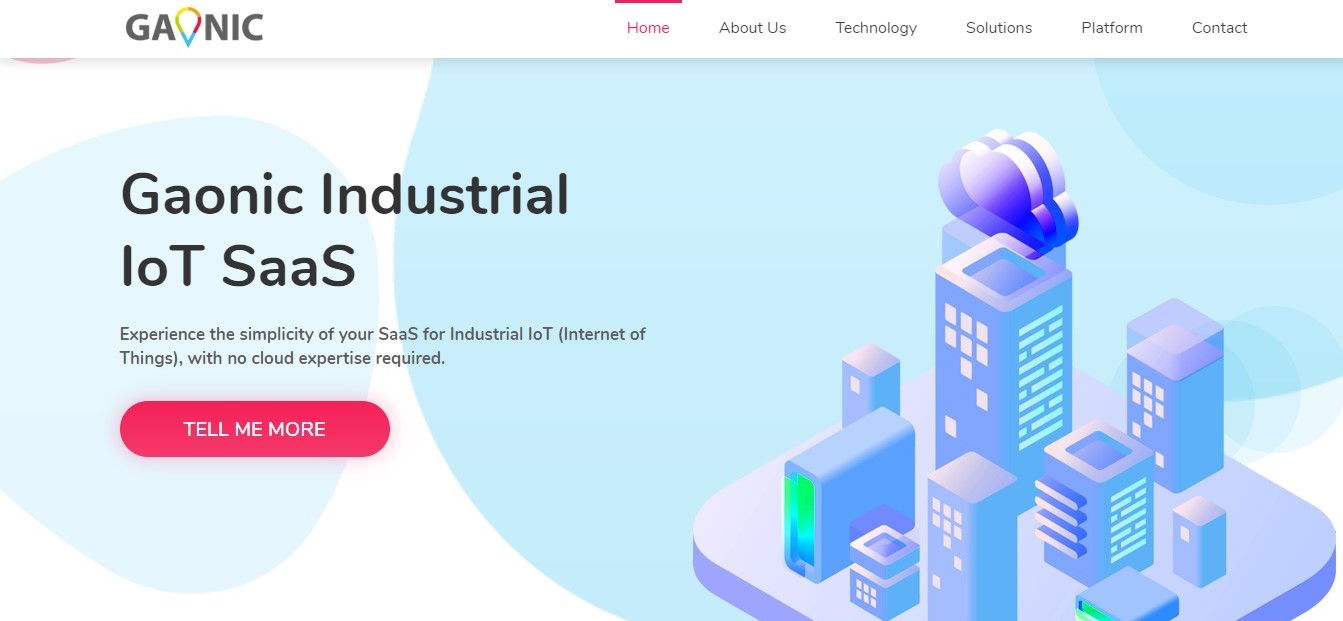 GAONIC
Home
About Us
Technology
Solutions
Platform
Contact
Gaonic Industrial
IoT SaaS
Experience the simplicity of your SaaS for Industrial IoT (Internet of
Things), with no cloud expertise required.
TELL ME MORE